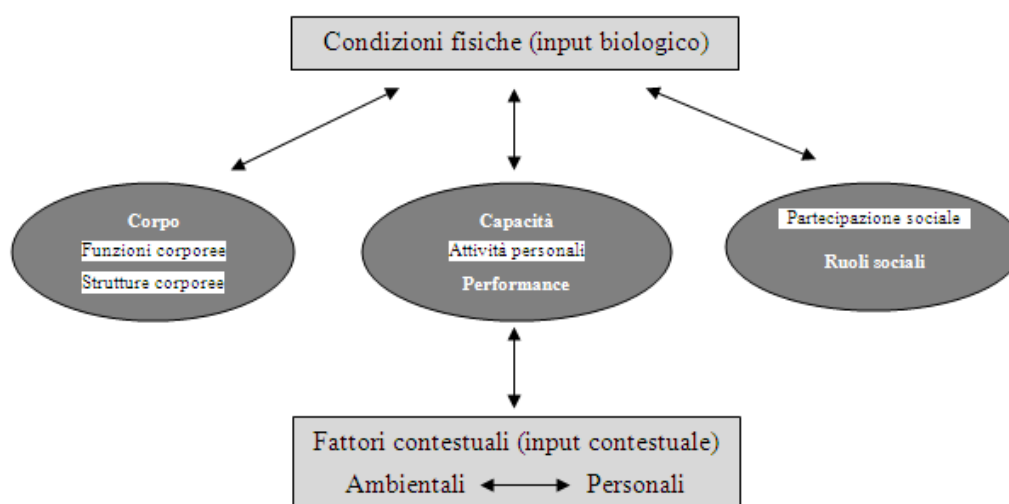 Condizioni fisiche (input biologico)
Corpo
Funzioni corporee
Strutture corporee
Capacità
Attività personali
Performance
Partecipazione sociale
Ruoli sociali
Fattori contestuali (input contestuale)
Ambientali Personali